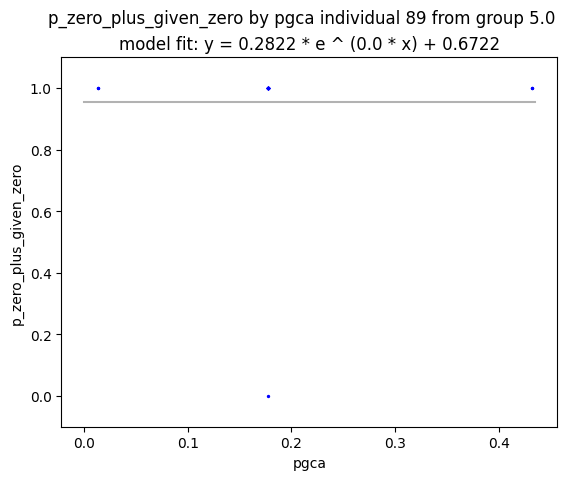 p_zero_plus_given_zero by pgca individual 89 from group 5.0
model fit: y = 0.2822 * e ^ (0.0 * x) + 0.6722
1.0
0.8
0.6
0.4
0.2
0.0
p_zero_plus_given_zero
0.0 0.1 0.2 0.3 0.4
pgca